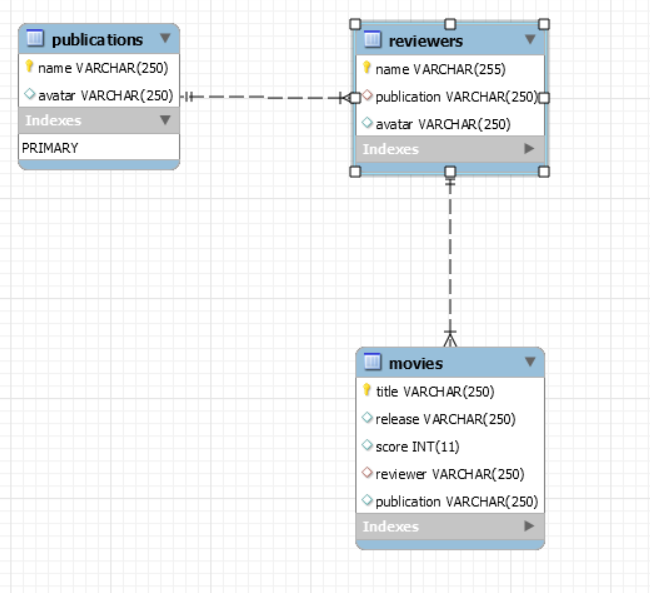 publications
name VARCHAR(250)
avatar VARCHAR(250)
Indexes
PRIMARY
reviewers
name VARCHAR(255)
publication VARCHAR(250)
avatar VARCHAR(250)
Indexes
movies
title VARCHAR(250)
release VARCHAR(250)
score INT(11)
reviewer VARCHAR(250)
publication VARCHAR(250)
Indexes